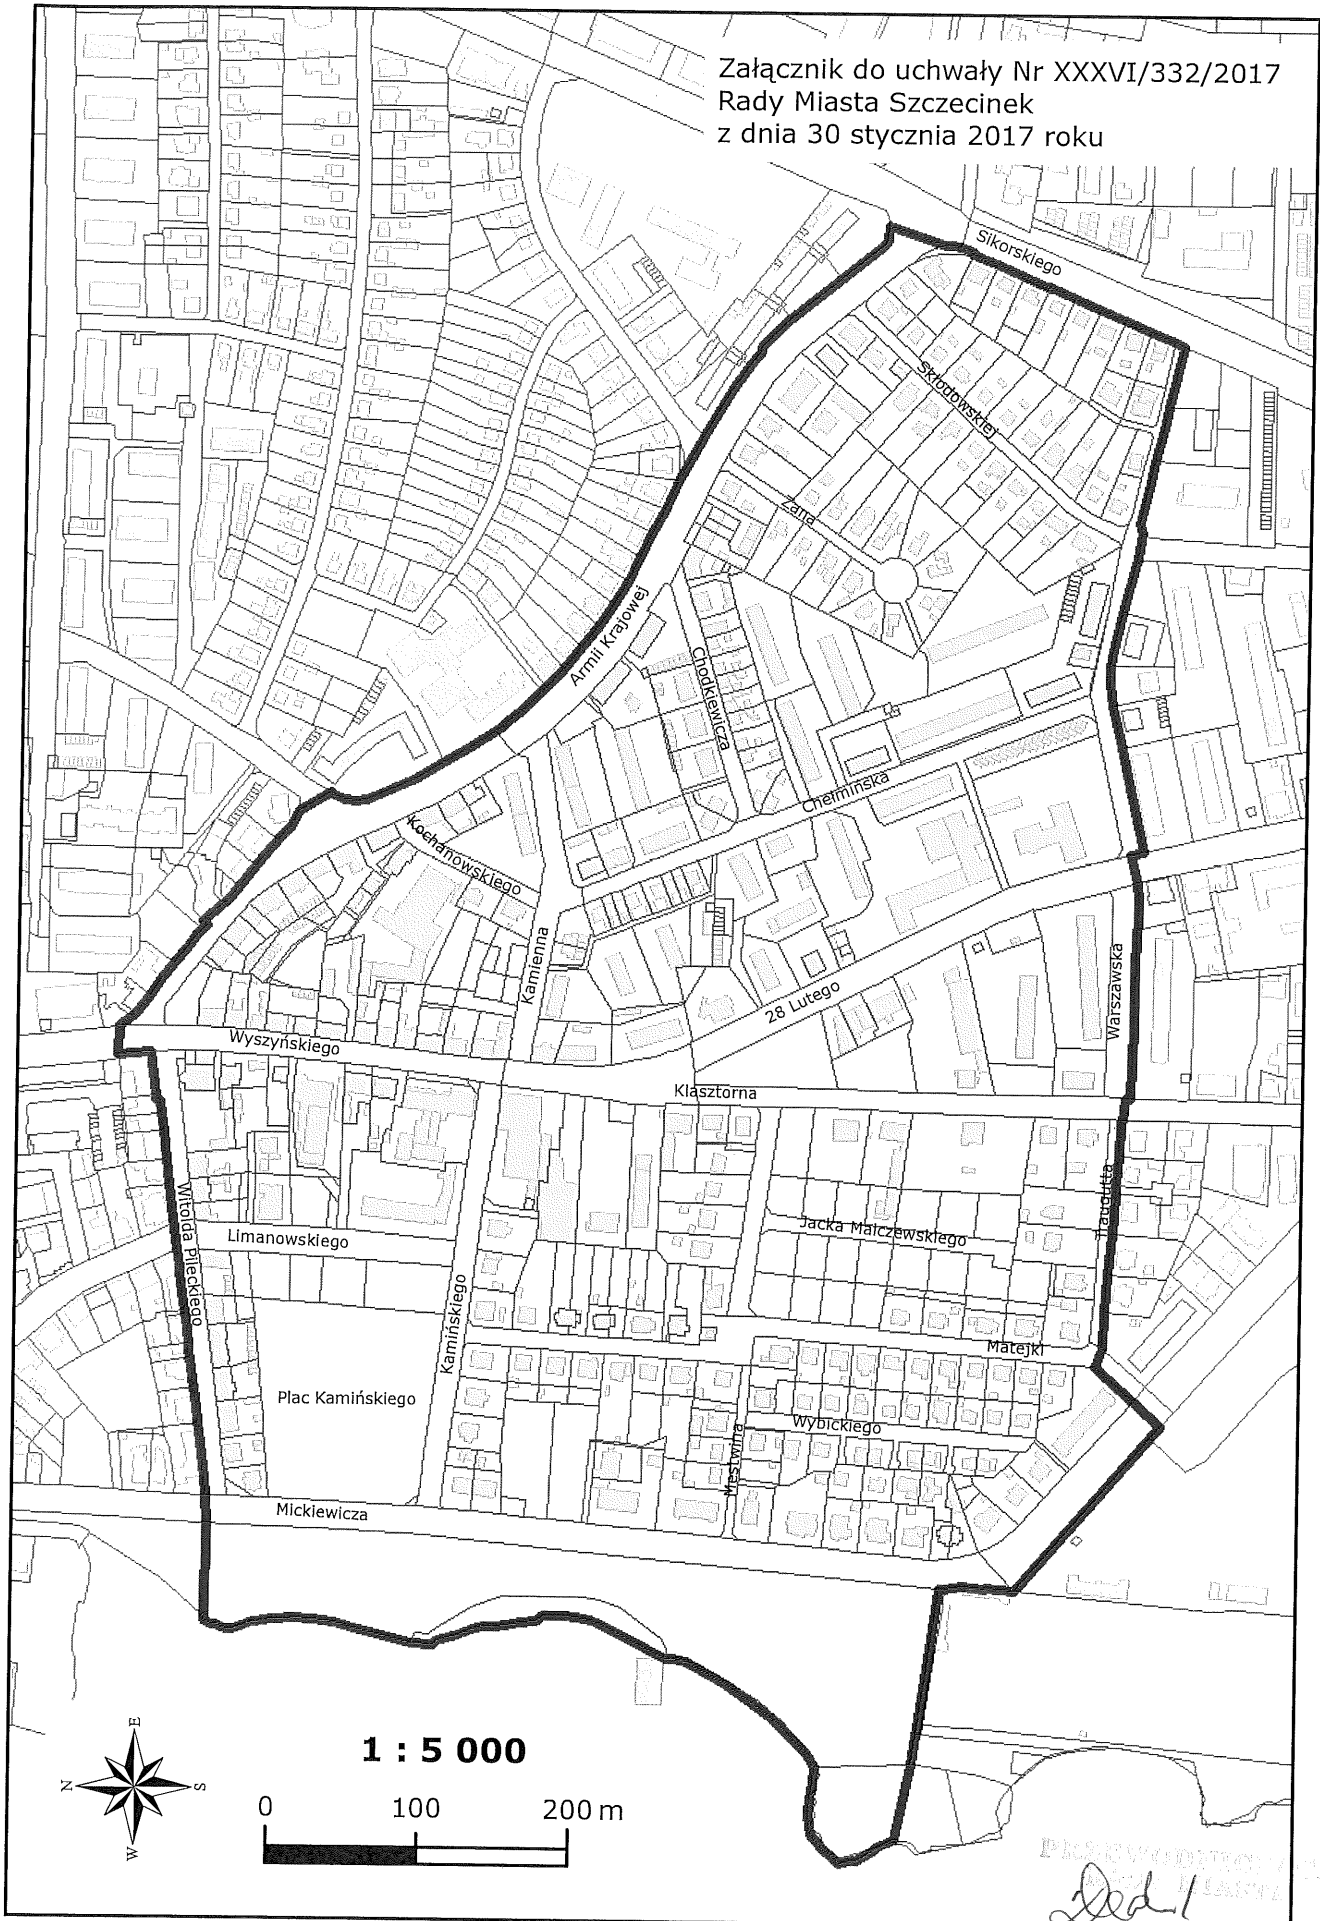 Załącznik do uchwały Nr XXXVI/332/2017
Rady Miasta Szczecinek
z dnia 30 stycznia 2017 roku
Sikorskiego
Skłodowskiej
Zana
Armii Krajowej
Chodkiewicza
Chełmińska
Kochanowskiego
Kamienna
28 Lutego
Warszawska
Wyszyńskiego
Klasztorna
Witolda Pileckiego
Limanowskiego
Jacka Malczewskiego
Traugutta
Kamińskiego
Matejki
Plac Kamińskiego
Wybickiego
Mestwina
Mickiewicza
E
N
S
W
1 : 5 000
0 100 200 m